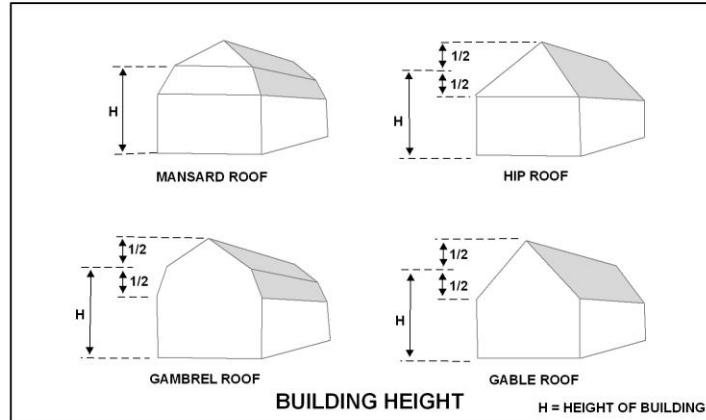 H
MANSARD ROOF
1/2
1/2
H
HIP ROOF
1/2
1/2
H
GAMBREL ROOF
1/2
1/2
H
GABLE ROOF
BUILDING HEIGHT
H = HEIGHT OF BUILDING